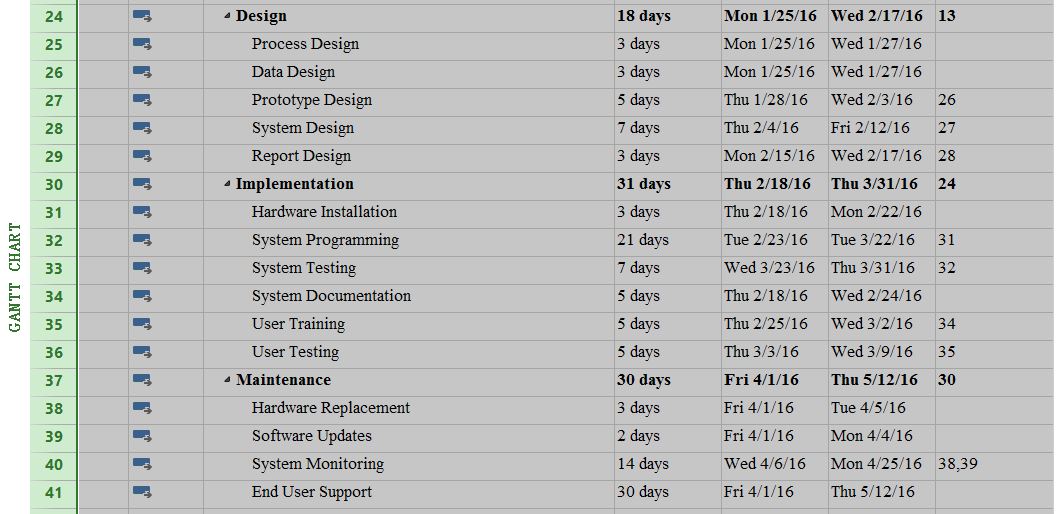 GANTT CHART
24 Design 18 days Mon 1/25/16 Wed 2/17/16 13
25 Process Design 3 days Mon 1/25/16 Wed 1/27/16
26 Data Design 3 days Mon 1/25/16 Wed 1/27/16
27 Prototype Design 5 days Thu 1/28/16 Wed 2/3/16 26
28 System Design 7 days Thu 2/4/16 Fri 2/12/16 27
29 Report Design 3 days Mon 2/15/16 Wed 2/17/16 28
30 Implementation 31 days Thu 2/18/16 Thu 3/31/16 24
31 Hardware Installation 3 days Thu 2/18/16 Mon 2/22/16
32 System Programming 21 days Tue 2/23/16 Tue 3/22/16 31
33 System Testing 7 days Wed 3/23/16 Thu 3/31/16 32
34 System Documentation 5 days Thu 2/18/16 Wed 2/24/16
35 User Training 5 days Thu 2/25/16 Wed 3/2/16 34
36 User Testing 5 days Thu 3/3/16 Wed 3/9/16 35
37 Maintenance 30 days Fri 4/1/16 Thu 5/12/16 30
38 Hardware Replacement 3 days Fri 4/1/16 Tue 4/5/16
39 Software Updates 2 days Fri 4/1/16 Mon 4/4/16
40 System Monitoring 14 days Wed 4/6/16 Mon 4/25/16 38,39
41 End User Support 30 days Fri 4/1/16 Thu 5/12/16